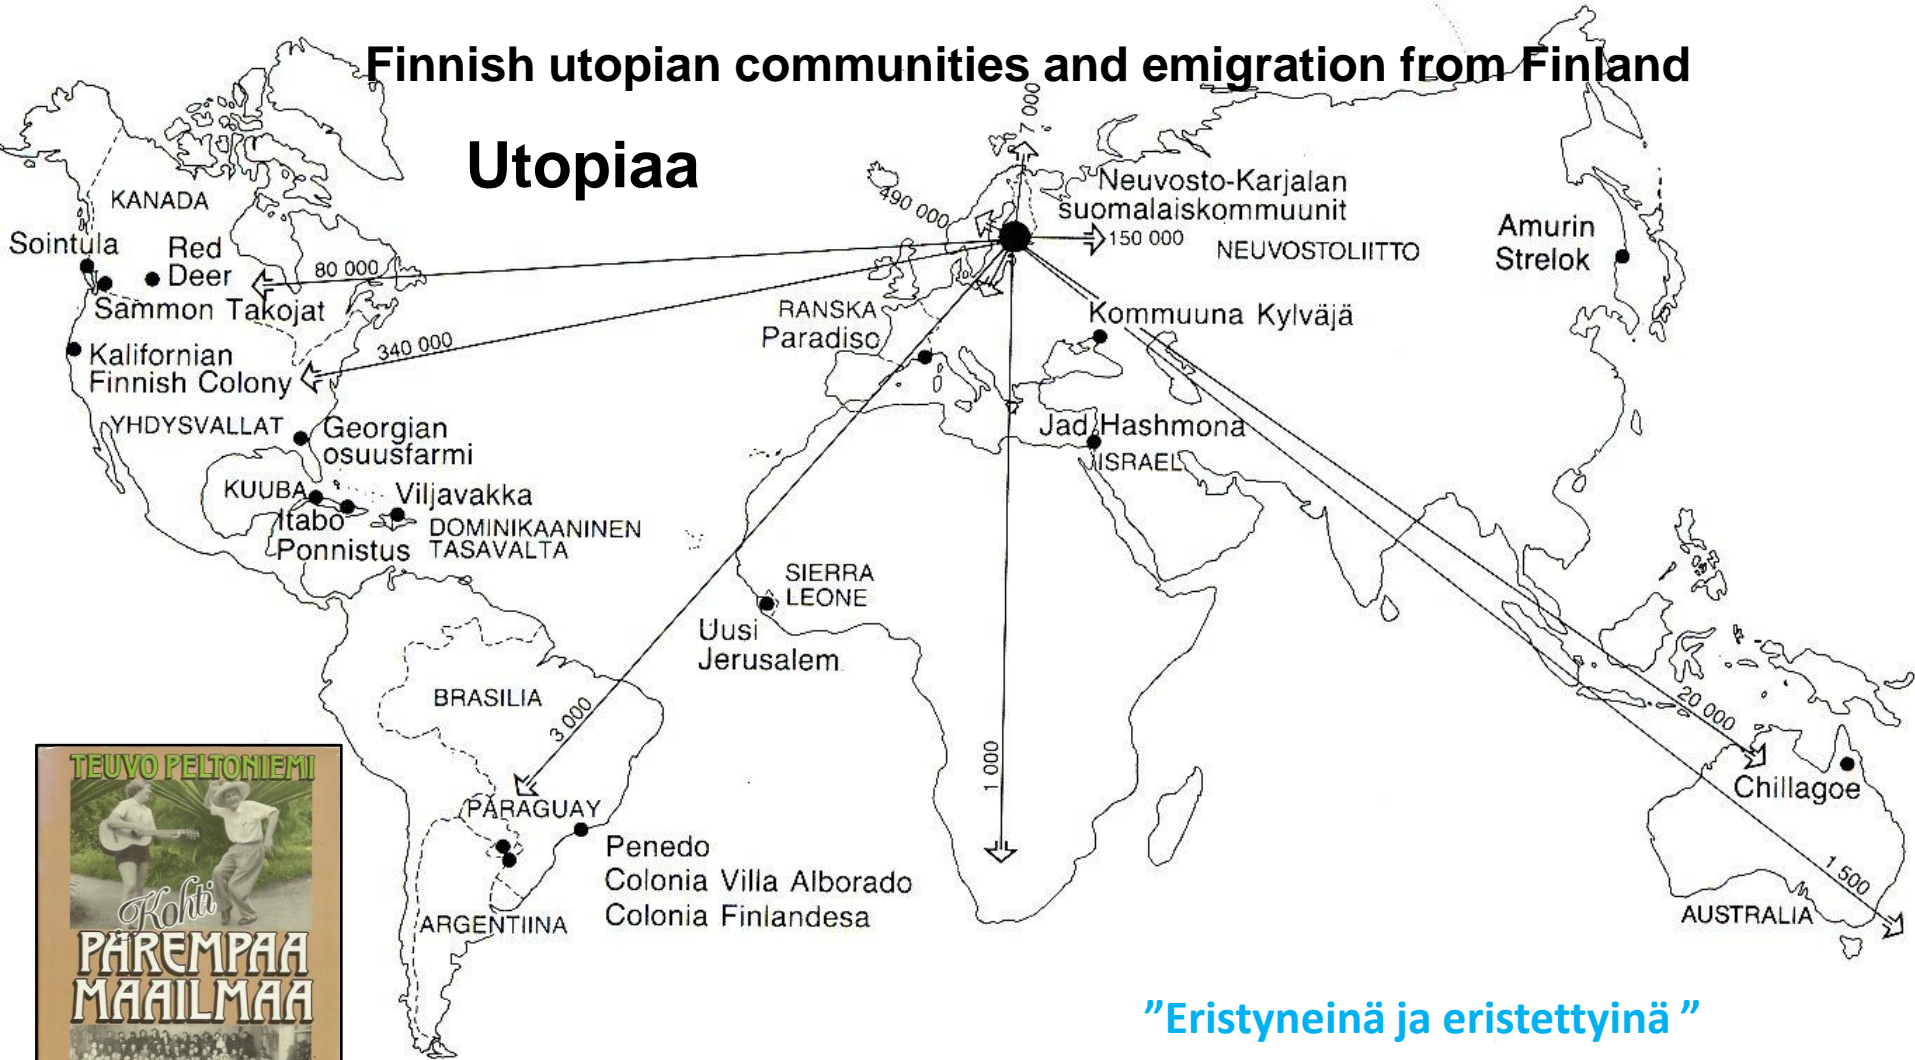 Finnish utopian communities and emigration from Finland
Utopiaa
7 000
490 000
Neuvosto-Karjalan
suomalaiskommuunit
150 000
NEUVOSTOLIITTO
Amurin
Strelok
KANADA
Sointula
Red
Deer
80 000
Sammon Takojat
340 000
Kalifornian
Finnish Colony
RANSKA
Paradiso
Kommuuna Kylväjä
YHDYSVALLAT
Georgian
osuusfarmi
Jad Hashmona
ISRAEL
KUUBA
Itabo
Ponnistus
Viljavakka
DOMINIKAANINEN
TASAVALTA
SIERRA
LEONE
Uusi
Jerusalem
BRASILIA
3 000
1 000
20 000
1 500
PARAGUAY
Penedo
Colonia Villa Alborado
Colonia Finlandesa
ARGENTIINA
Chillagoe
AUSTRALIA
TEUVO PELTONIEMI
Kohti
PAREMPAA
MAAILMAA
”Eristyneinä ja eristettyinä ”